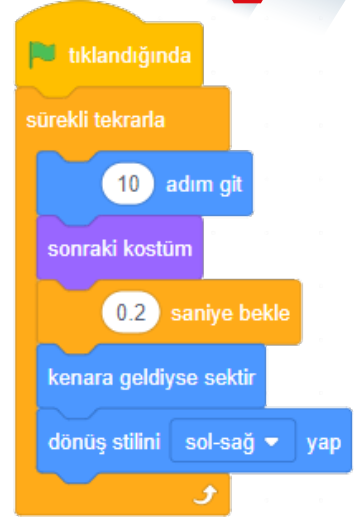 tıklandığında
sürekli tekrarla
10 adım git
sonraki kostüm
0.2 saniye bekle
kenara geldiyse sektir
dönüş stilini sol-sağ yap